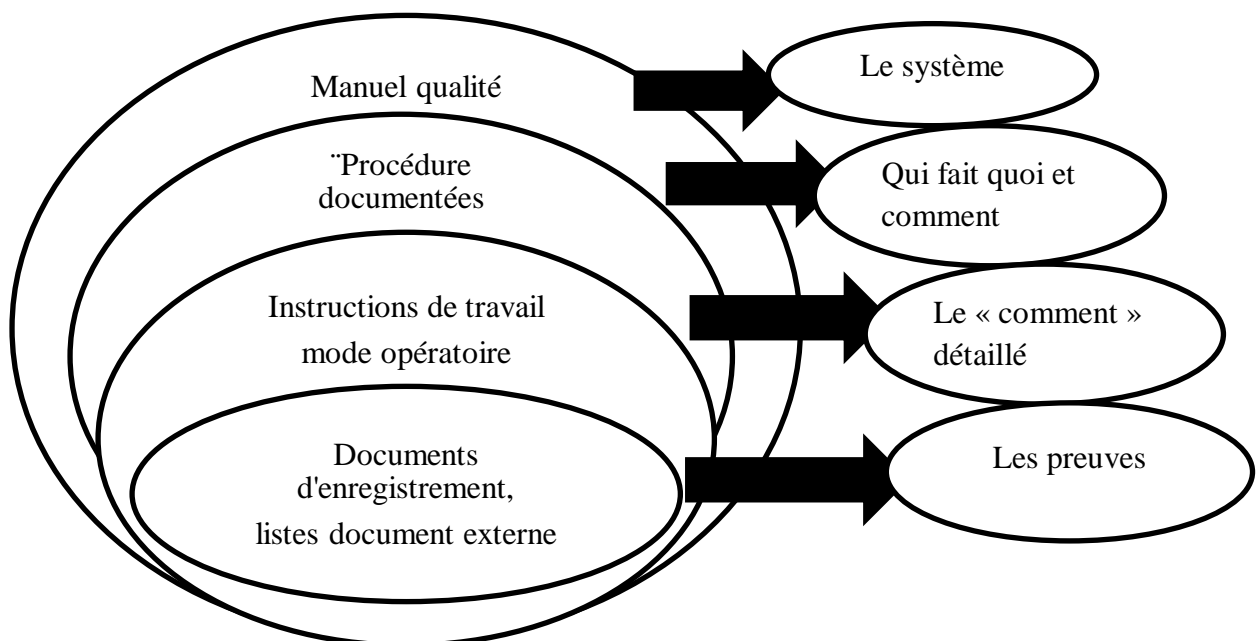 Manuel qualité
Le système
¨Procédure
documentées
Qui fait quoi et
comment
Instructions de travail
mode opératoire
Le « comment »
détaillé
Documents
d'enregistrement,
listes document externe
Les preuves